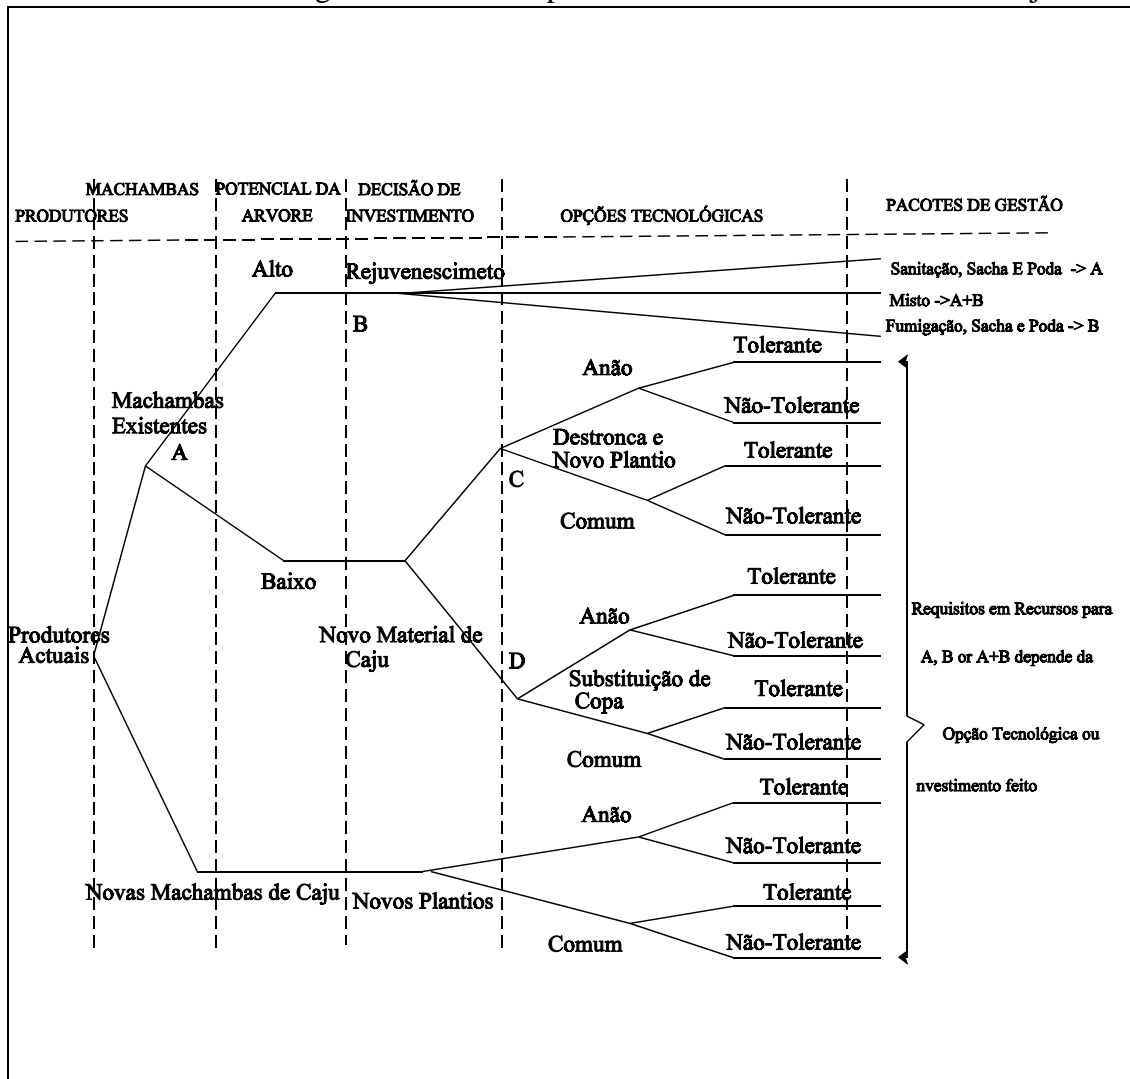 MACHAMBAS
POTENCIAL DA
DECISÃO DE
PRODUTORES
ARVORE
INVESTIMENTO
OPÇÕES TECNOLÓGICAS
PACOTES DE GESTÃO
Alto
Rejuvenescimeto
Sanitação, Sacha E Poda -> A
Misto ->A+B
B
Fumigação, Sacha e Poda -> B
Tolerante
Anão
Machambas
Existentes
A
Não-Tolerante
Destronca e
Novo Plantio
Tolerante
C
Comum
Não-Tolerante
Baixo
Tolerante
Anão
Requisitos em Recursos para
Produtores
Actuais
Novo Material de
Caju
D
Não-Tolerante
A, B or A+B depende da
Substituição de
Copa
Tolerante
Comum
Não-Tolerante
Opção Tecnológica ou
Tolerante
nvestimento feito
Anão
Não-Tolerante
Novas Machambas de Caju
Novos Plantios
Tolerante
Comum
Não-Tolerante